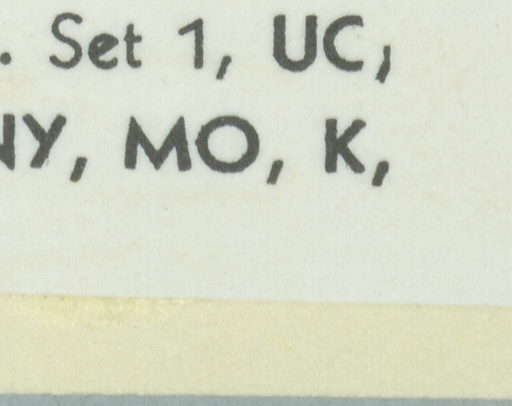 . Set 1, UC,
NY, MO, K,